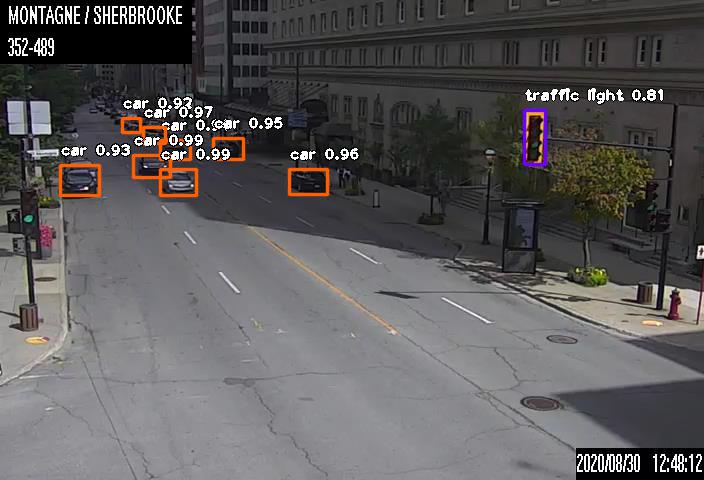 MONTAGNE / SHERBROOKE
352-489
car 0.92
car 0.97
car 0.95
car 0.99
car 0.93
car 0.99
car 0.96
traffic light 0.81
2020/08/30 12:48:12